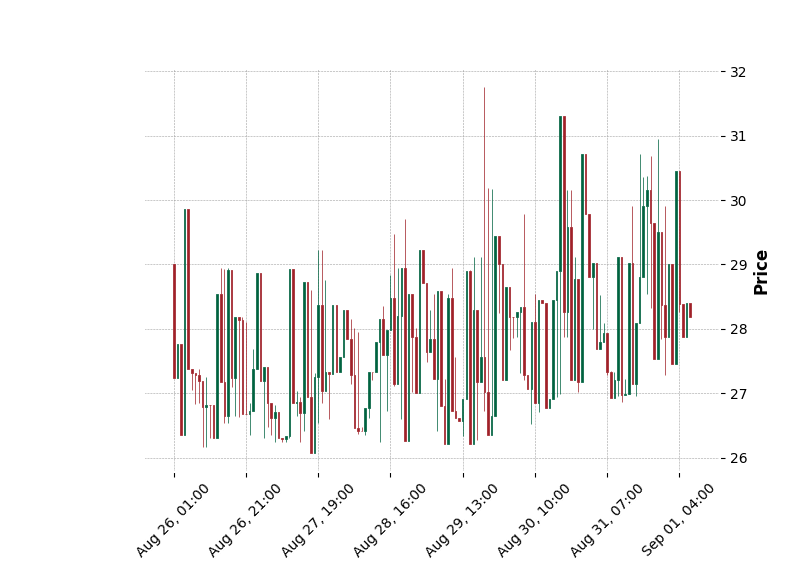 32
31
30
29
28
27
26
Price
Aug 26, 01:00
Aug 26, 21:00
Aug 27, 19:00
Aug 28, 16:00
Aug 29, 13:00
Aug 30, 10:00
Aug 31, 07:00
Sep 01, 04:00